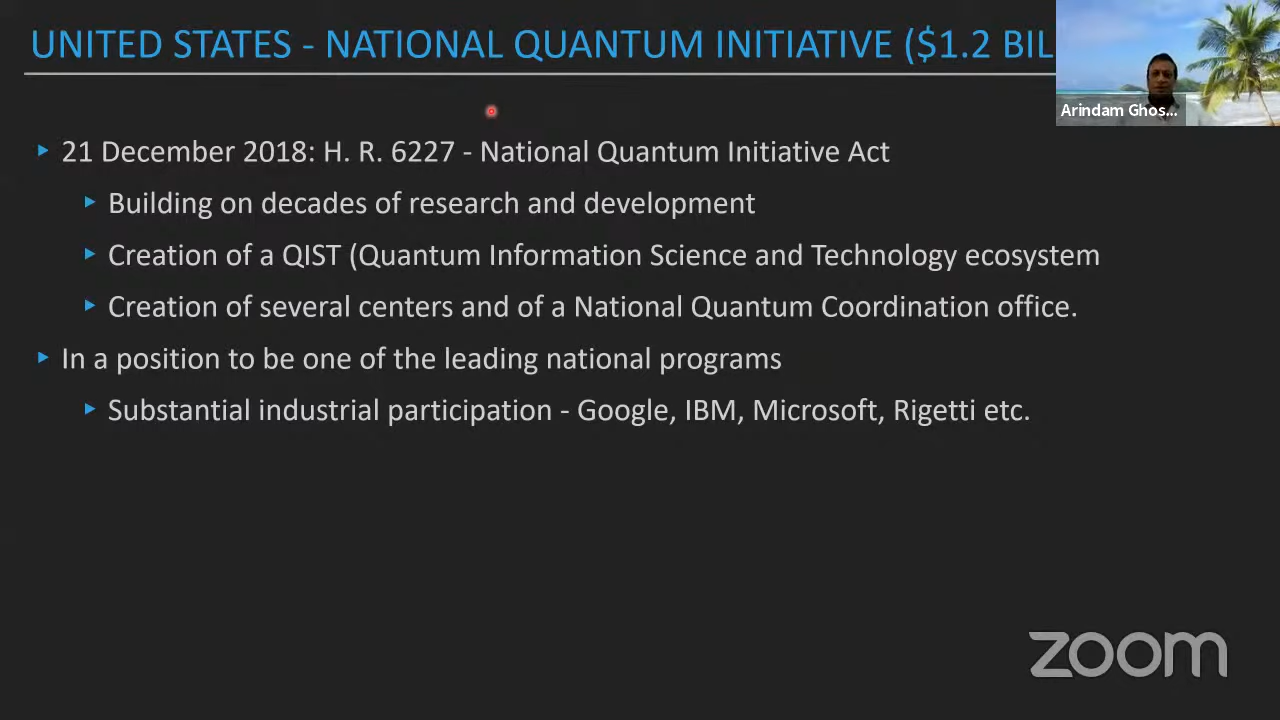 UNITED STATES - NATIONAL QUANTUM INITIATIVE ($1.2 BIL
Arindam Ghos...
21 December 2018: H. R. 6227 - National Quantum Initiative Act
Building on decades of research and development
Creation of a QIST (Quantum Information Science and Technology ecosystem
Creation of several centers and of a National Quantum Coordination office.
In a position to be one of the leading national programs
Substantial industrial participation - Google, IBM, Microsoft, Rigetti etc.
zoom